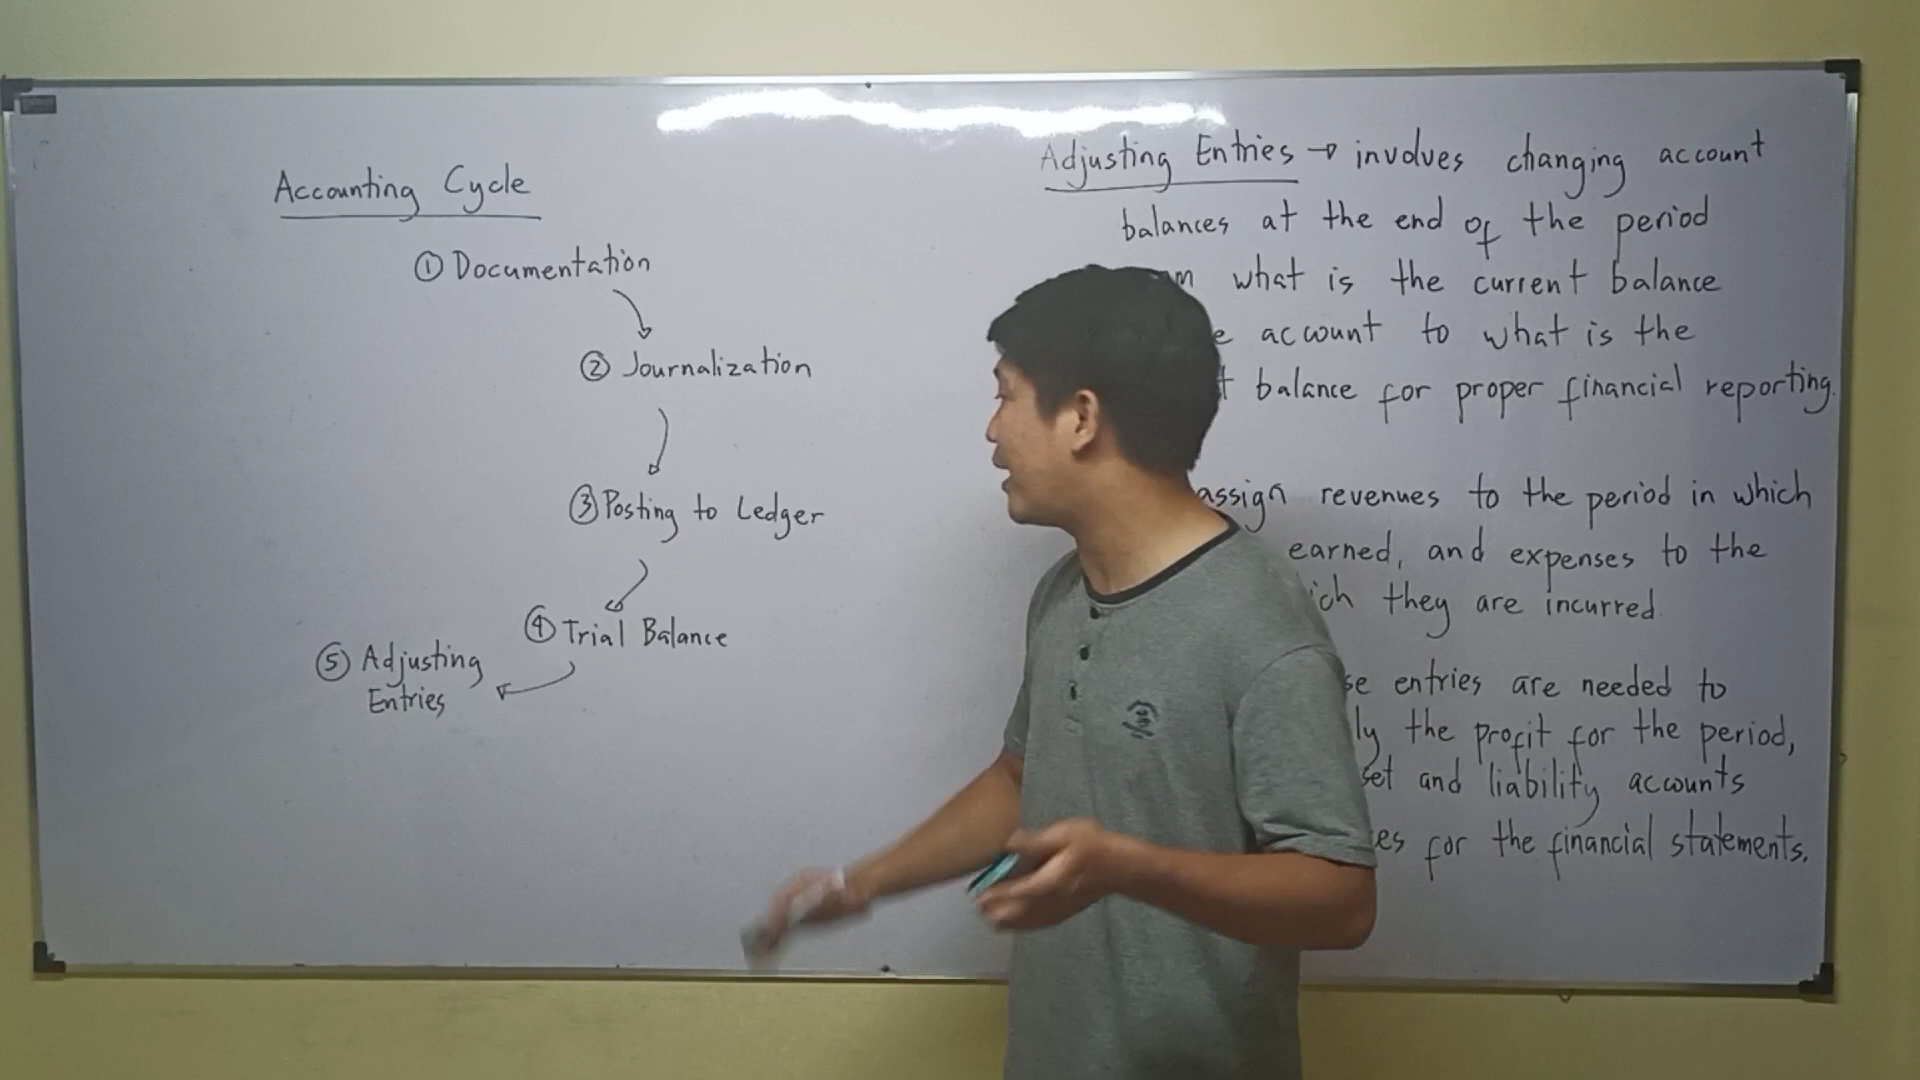 Accounting Cycle
① Documentation
② Journalization
③ Posting to Ledger
④ Trial Balance
⑤ Adjusting
Entries
Adjusting Entries → involves changing account
balances at the end of the period
what is the current balance
account to what is the
balance for proper financial reporting.
assign revenues to the period in which
earned, and expenses to the
they are incurred
entries are needed to
the profit for the period,
and liability accounts
for the financial statements.